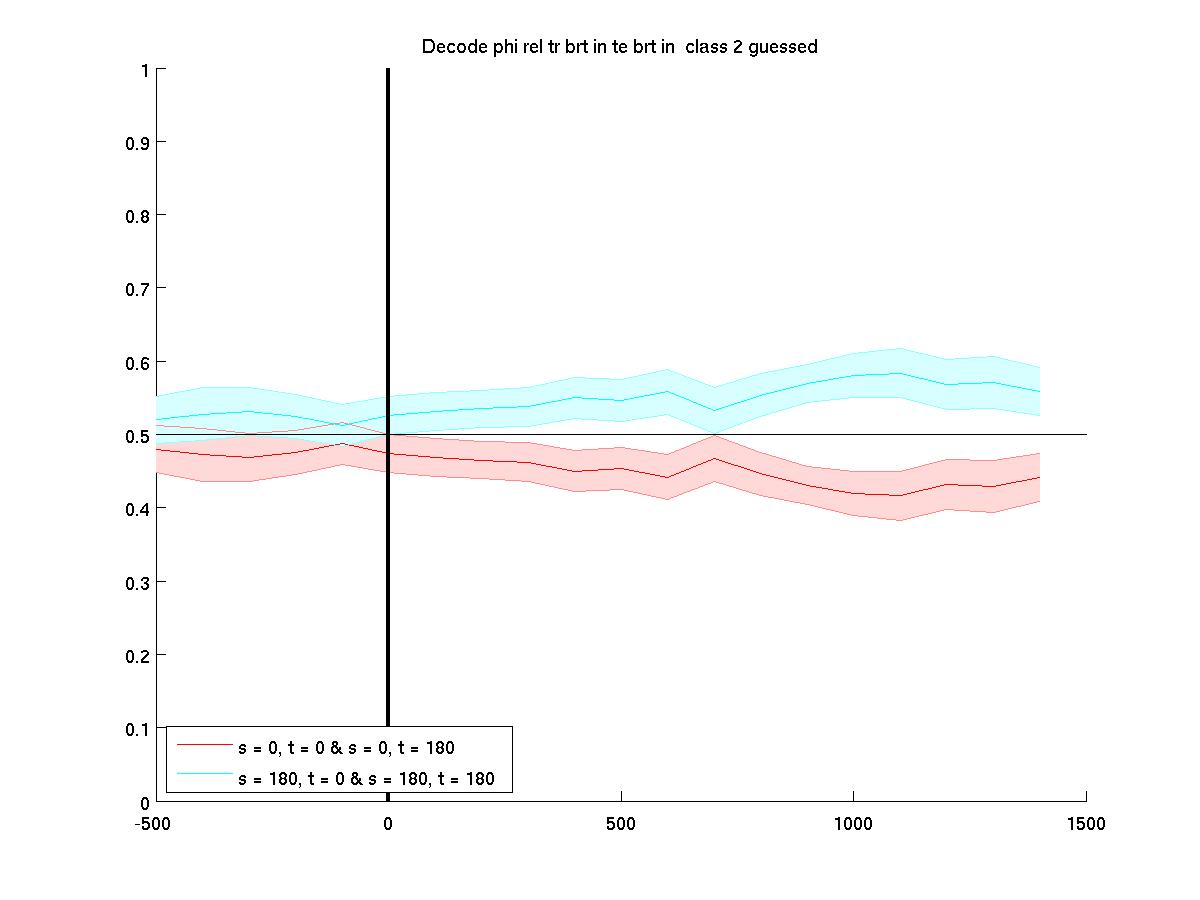 Decode phi rel tr brt in te brt in  class 2 guessed
1
0.9
0.8
0.7
0.6
0.5
0.4
0.3
0.2
0.1
0
s = 0, t = 0 & s = 0, t = 180
s = 180, t = 0 & s = 180, t = 180
-500 0 500 1000 1500